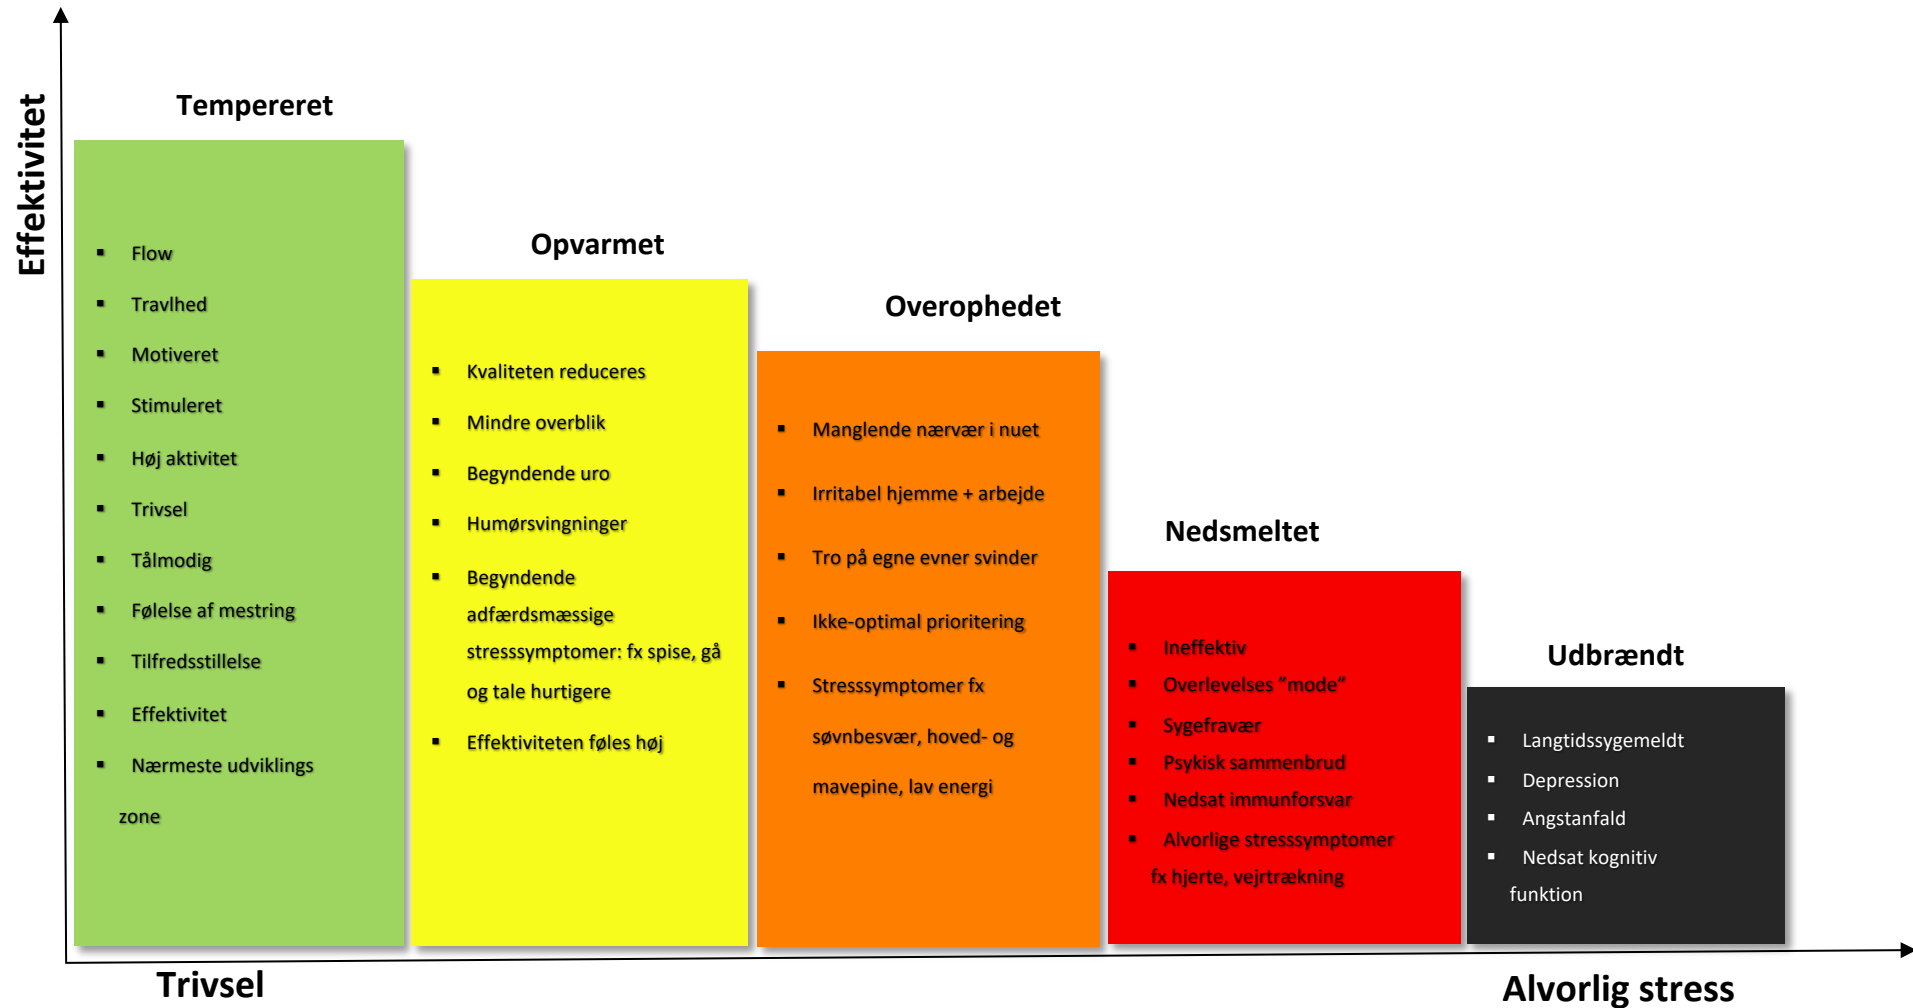 Effektivitet
Tempereret
Flow
Travlhed
Motiveret
Stimuleret
Høj aktivitet
Trivsel
Tålmodig
Følelse af mestring
Tilfredsstillelse
Effektivitet
Nærmeste udviklings
zone
Opvarmet
Kvaliteten reduceres
Mindre overblik
Begyndende uro
Humørsvingninger
Begyndende
adfærdsmæssige
stresssymptomer: fx spise, gå
og tale hurtigere
Effektiviteten føles høj
Overophedet
Manglende nærvær i nuet
Irritabel hjemme + arbejde
Tro på egne evner svinder
Ikke-optimal prioritering
Stresssymptomer fx
søvnbesvær, hoved- og
mavepine, lav energi
Nedsmeltet
Ineffektiv
Overlevelses ”mode“
Sygefravær
Psykisk sammenbrud
Nedsat immunforsvar
Alvorlige stresssymptomer
fx hjerte, vejrtrækning
Udbrændt
Langtidssygemeldt
Depression
Angstanfald
Nedsat kognitiv
funktion
Trivsel
Alvorlig stress